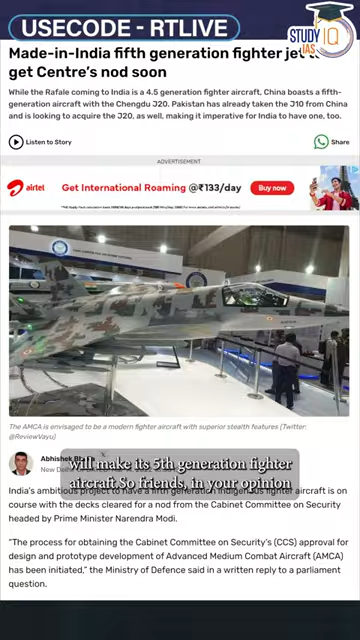 USECODE - RTLIVE
STUDY IQ
IAS
Made-in-India fifth generation fighter jet to
get Centre's nod soon
While the Rafale coming to India is a 4.5 generation fighter aircraft, China boasts a fifth-
generation aircraft with the Chengdu J20. Pakistan has already taken the J10 from China
and is looking to acquire the J20, as well, making it imperative for India to have one, too.
Listen to Story
Share
ADVERTISEMENT
airtel
Get International Roaming @₹133/day
Buy now
The AMCA is envisaged to be a modern fighter aircraft with superior stealth features (Twitter:
@ReviewVayu)
will make its 5th generation fighter
aircraft.So friends, in your opinion
Abhishek
New Delhi
India's ambitious project to have a fifth generation indigenous fighter aircraft is on
course with the decks cleared for a nod from the Cabinet Committee on Security
headed by Prime Minister Narendra Modi.
"The process for obtaining the Cabinet Committee on Security's (CCS) approval for
design and prototype development of Advanced Medium Combat Aircraft (AMCA)
has been initiated," the Ministry of Defence said in a written reply to a parliament
question.